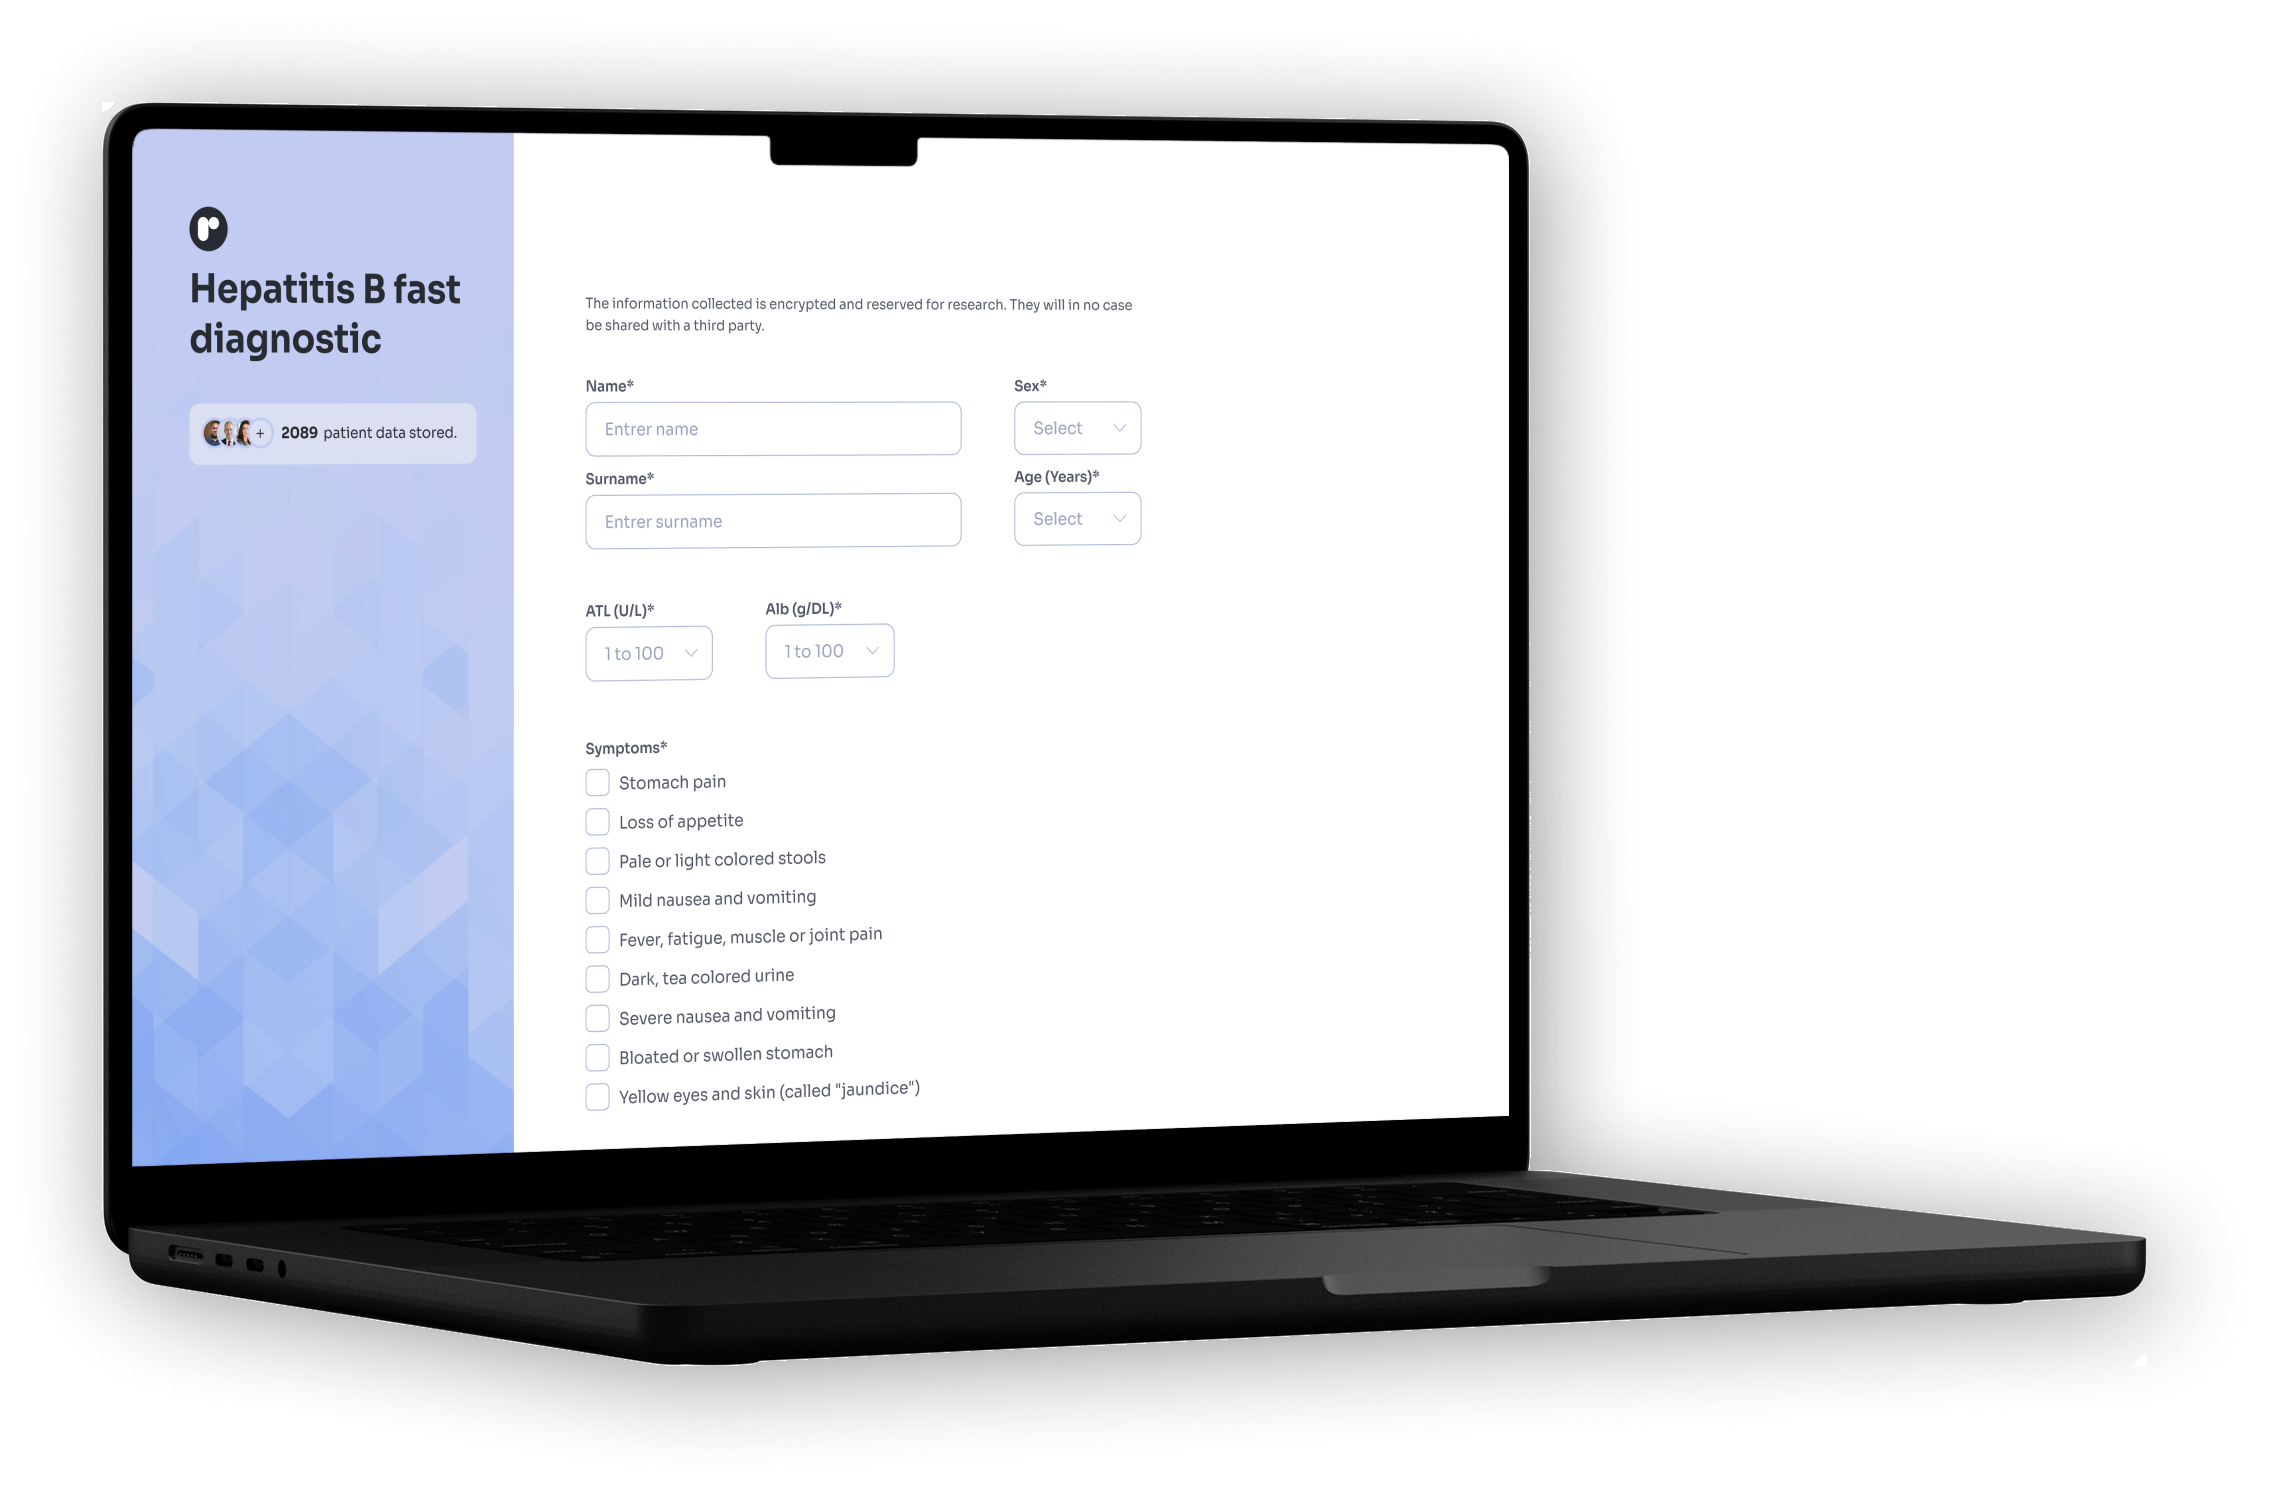 Hepatitis B fast
diagnostic
2089 patient data stored.
The information collected is encrypted and reserved for research. They will in no case
be shared with a third party.
Name*
Entrer name
Sex*
Select
Surname*
Entrer surname
Age (Years)*
Select
ATL (U/L)*
1 to 100
Alb (g/DL)*
1 to 100
Symptoms*
Stomach pain
Loss of appetite
Pale or light colored stools
Mild nausea and vomiting
Fever, fatigue, muscle or joint pain
Dark, tea colored urine
Severe nausea and vomiting
Bloated or swollen stomach
Yellow eyes and skin (called "jaundice")